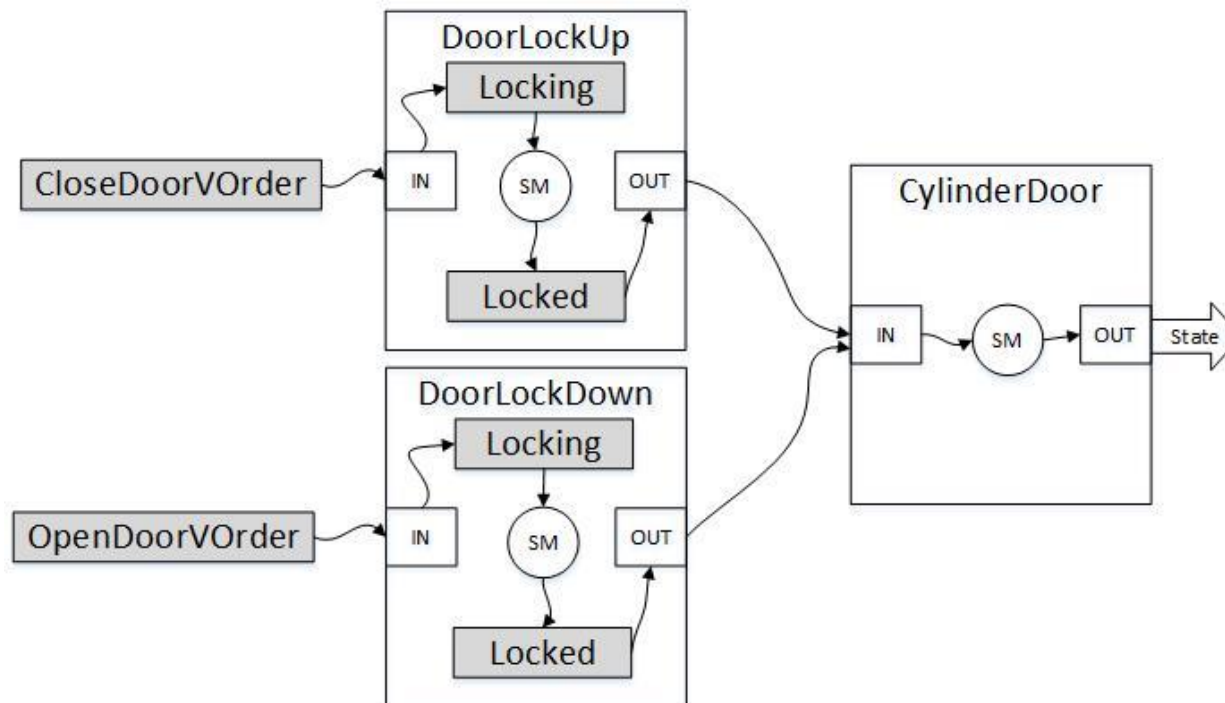 DoorLockUp
Locking
CloseDoorVOrder
IN
SM
OUT
Locked
CylinderDoor
IN
SM
OUT
State
DoorLockDown
Locking
OpenDoorVOrder
IN
SM
OUT
Locked